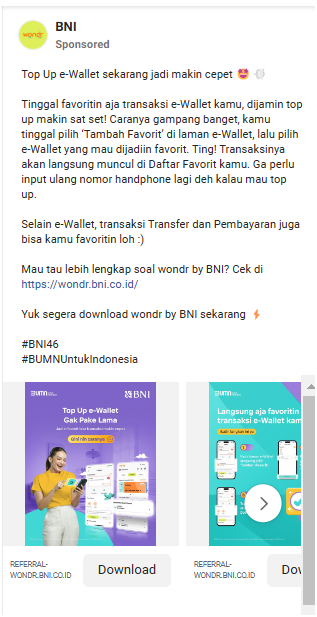 wondr
BNI
Sponsored
Top Up e-Wallet sekarang jadi makin cepet 🤩 💨
Tinggal favoritin aja transaksi e-Wallet kamu, dijamin top
up makin sat set! Caranya gampang banget, kamu
tinggal pilih ‘Tambah Favorit’ di laman e-Wallet, lalu pilih
e-Wallet yang mau dijadiin favorit. Ting! Transaksinya
akan langsung muncul di Daftar Favorit kamu. Ga perlu
input ulang nomor handphone lagi deh kalau mau top
up.
Selain e-Wallet, transaksi Transfer dan Pembayaran juga
bisa kamu favoritin loh :)
Mau tau lebih lengkap soal wondr by BNI? Cek di
https://wondr.bni.co.id/
Yuk segera download wondr by BNI sekarang ⚡
#BNI46
#BUMNUntukIndonesia
BUMN
BNI
Top Up e-Wallet
Gak Pake Lama
Gini nih caranya
BUMN
Langsung aja favoritin
transaksi e-Wallet kam
REFERRAL-
WONDR.BNI.CO.ID
Download
REFERRAL-
WONDR.BNI.CO.ID
Dov